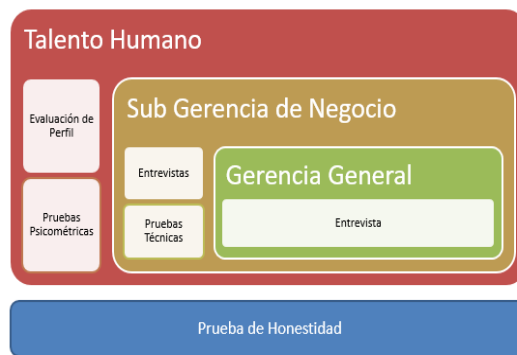 Talento Humano
Evaluación de
Perfil
Pruebas
Psicométricas
Sub Gerencia de Negocio
Entrevistas
Pruebas
Técnicas
Gerencia General
Entrevista
Prueba de Honestidad